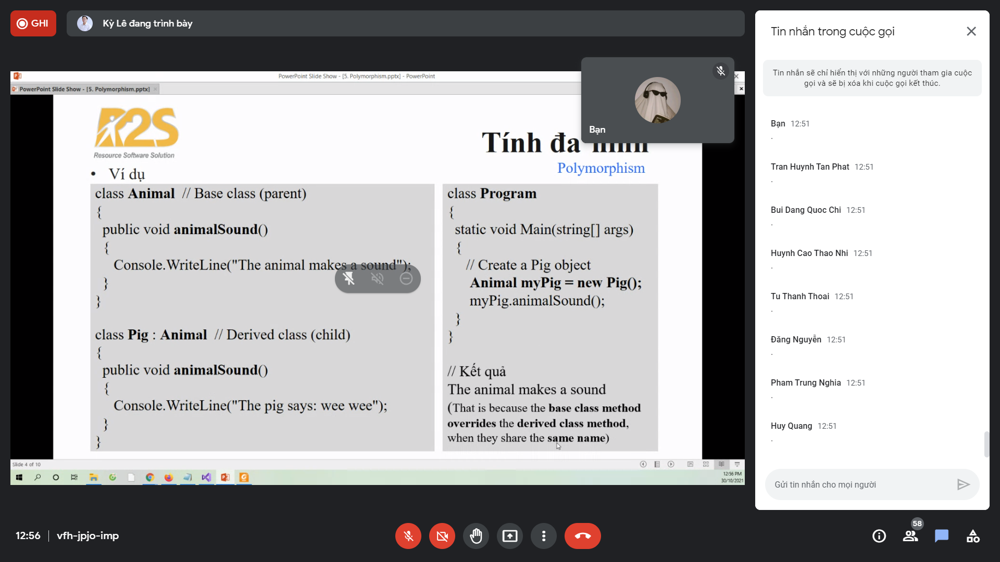 GHI
Kỳ Lê đang trình bày
PowerPoint Slide Show - [5. Polymorphism.pptx] - PowerPoint
PowerPoint Slide Show - [5. Polymorphism.pptx]
R2S
Resource Software Solution
Tính đa hình
Polymorphism
• Ví dụ
class Animal // Base class (parent)
{
public void animalSound()
{
Console.WriteLine("The animal makes a sound");
}
}
class Pig : Animal // Derived class (child)
{
public void animalSound()
{
Console.WriteLine("The pig says: wee wee");
}
}
class Program
{
static void Main(string[] args)
{
// Create a Pig object
Animal myPig = new Pig();
myPig.animalSound();
}
}
// Kết quả
The animal makes a sound
(That is because the base class method
overrides the derived class method,
when they share the same name)
Slide 4 of 10
12:56 PM
30/10/2021
Bạn
Tin nhắn trong cuộc gọi
Tin nhắn sẽ chỉ hiển thị với những người tham gia cuộc
gọi và sẽ bị xóa khi cuộc gọi kết thúc.
Bạn 12:51
.
Tran Huynh Tan Phat 12:51
.
Bui Dang Quoc Chi 12:51
.
Huynh Cao Thao Nhi 12:51
.
Tu Thanh Thoai 12:51
.
Đăng Nguyễn 12:51
.
Pham Trung Nghia 12:51
.
Huy Quang 12:51
.
Gửi tin nhắn cho mọi người
12:56 | vfh-jpjo-imp
58